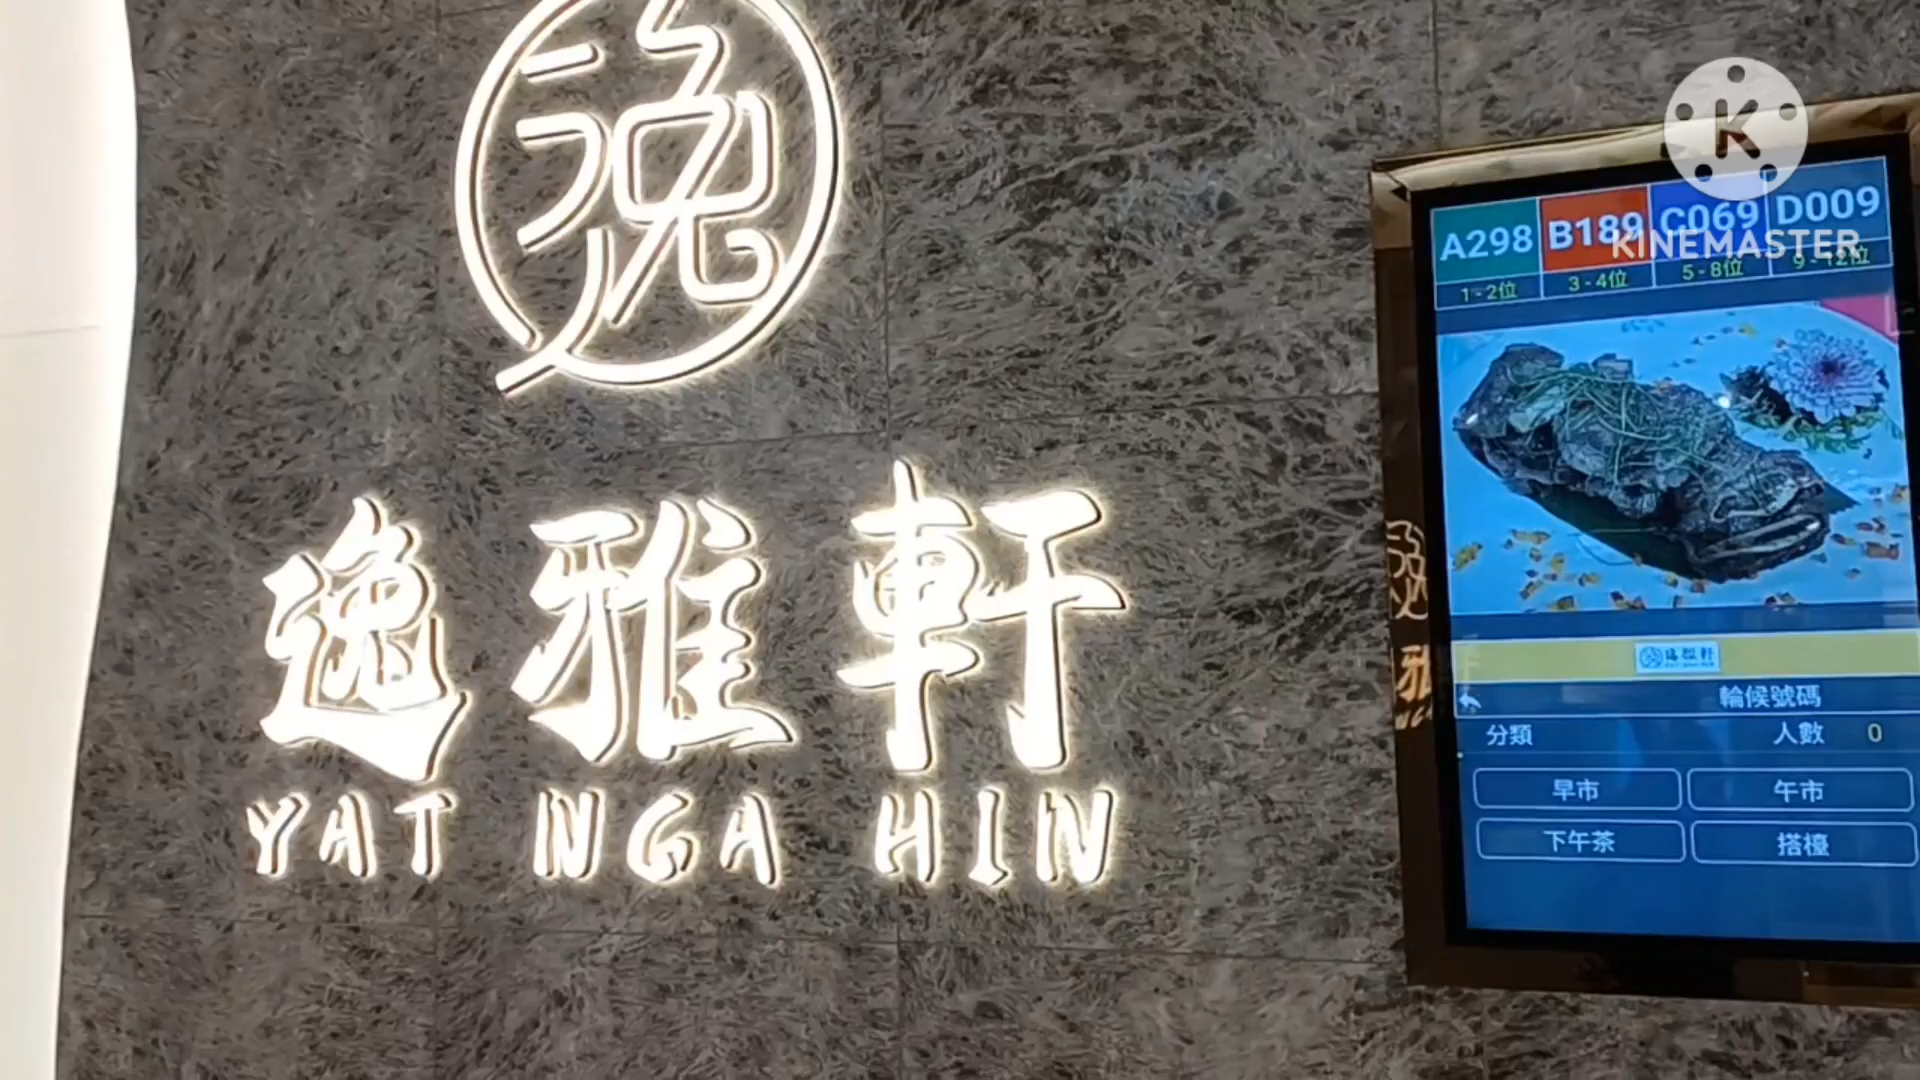 逸
逸雅軒
YAT NGA HIN
K
KINEMASTER
A298 B189 C069 D009
1-2位 3-4位 5-8位 9-12位
逸雅軒
輪候號碼
分類 人數 0
早市 午市
下午茶 搭檯